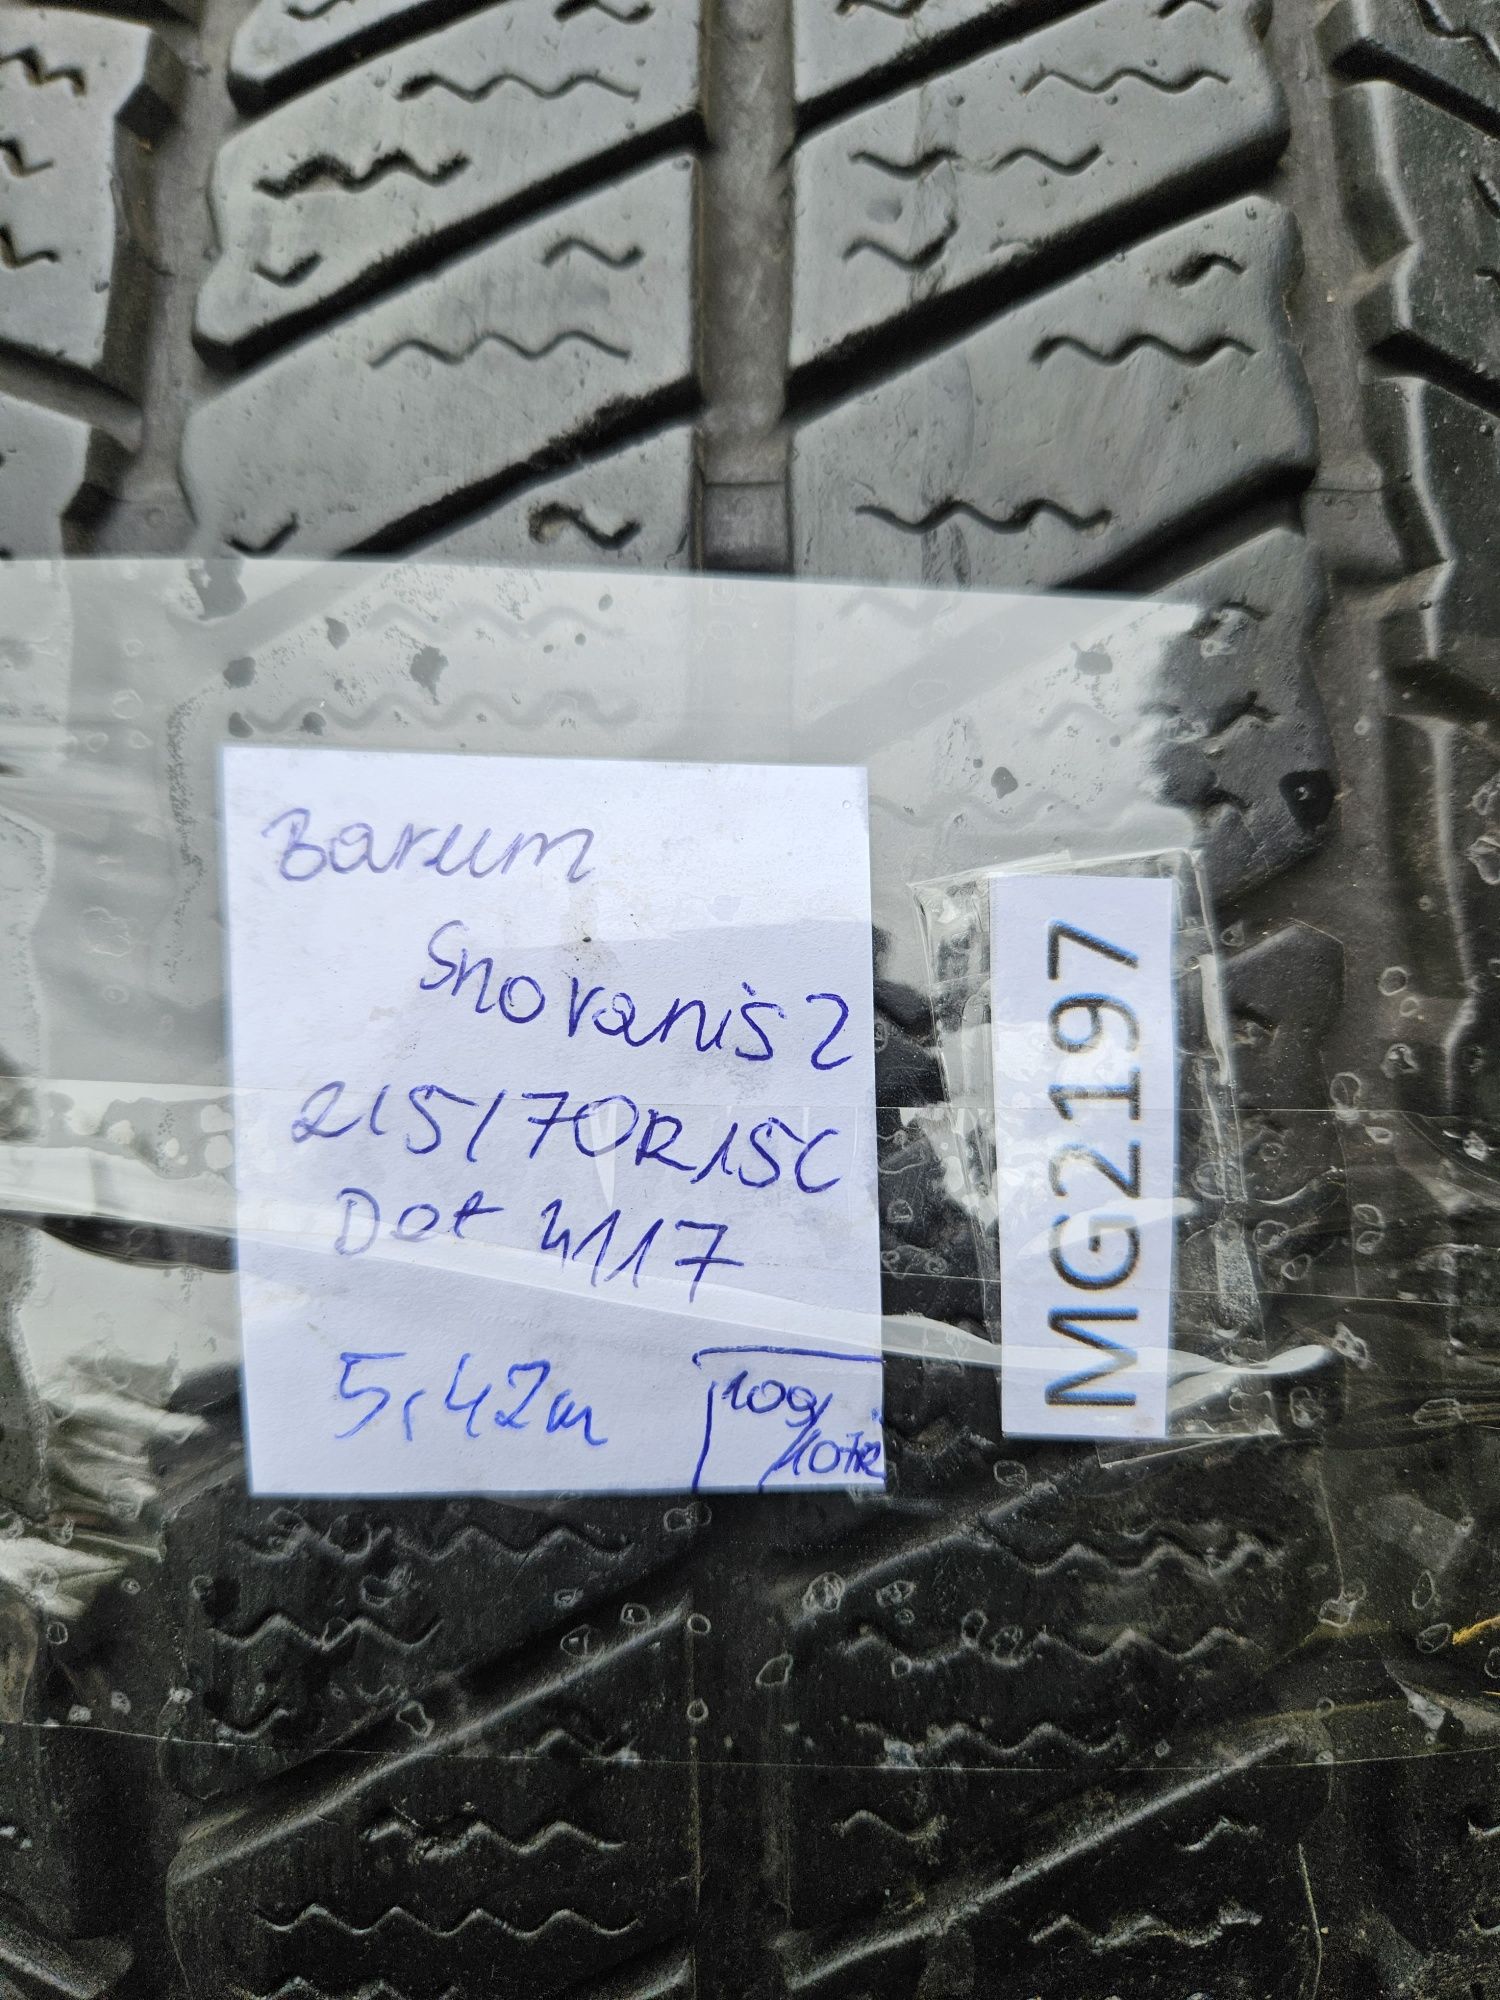 Barum
Snovanis 2
215/70R15C
Dot 4117
5,42m
109/
107R
MG2197